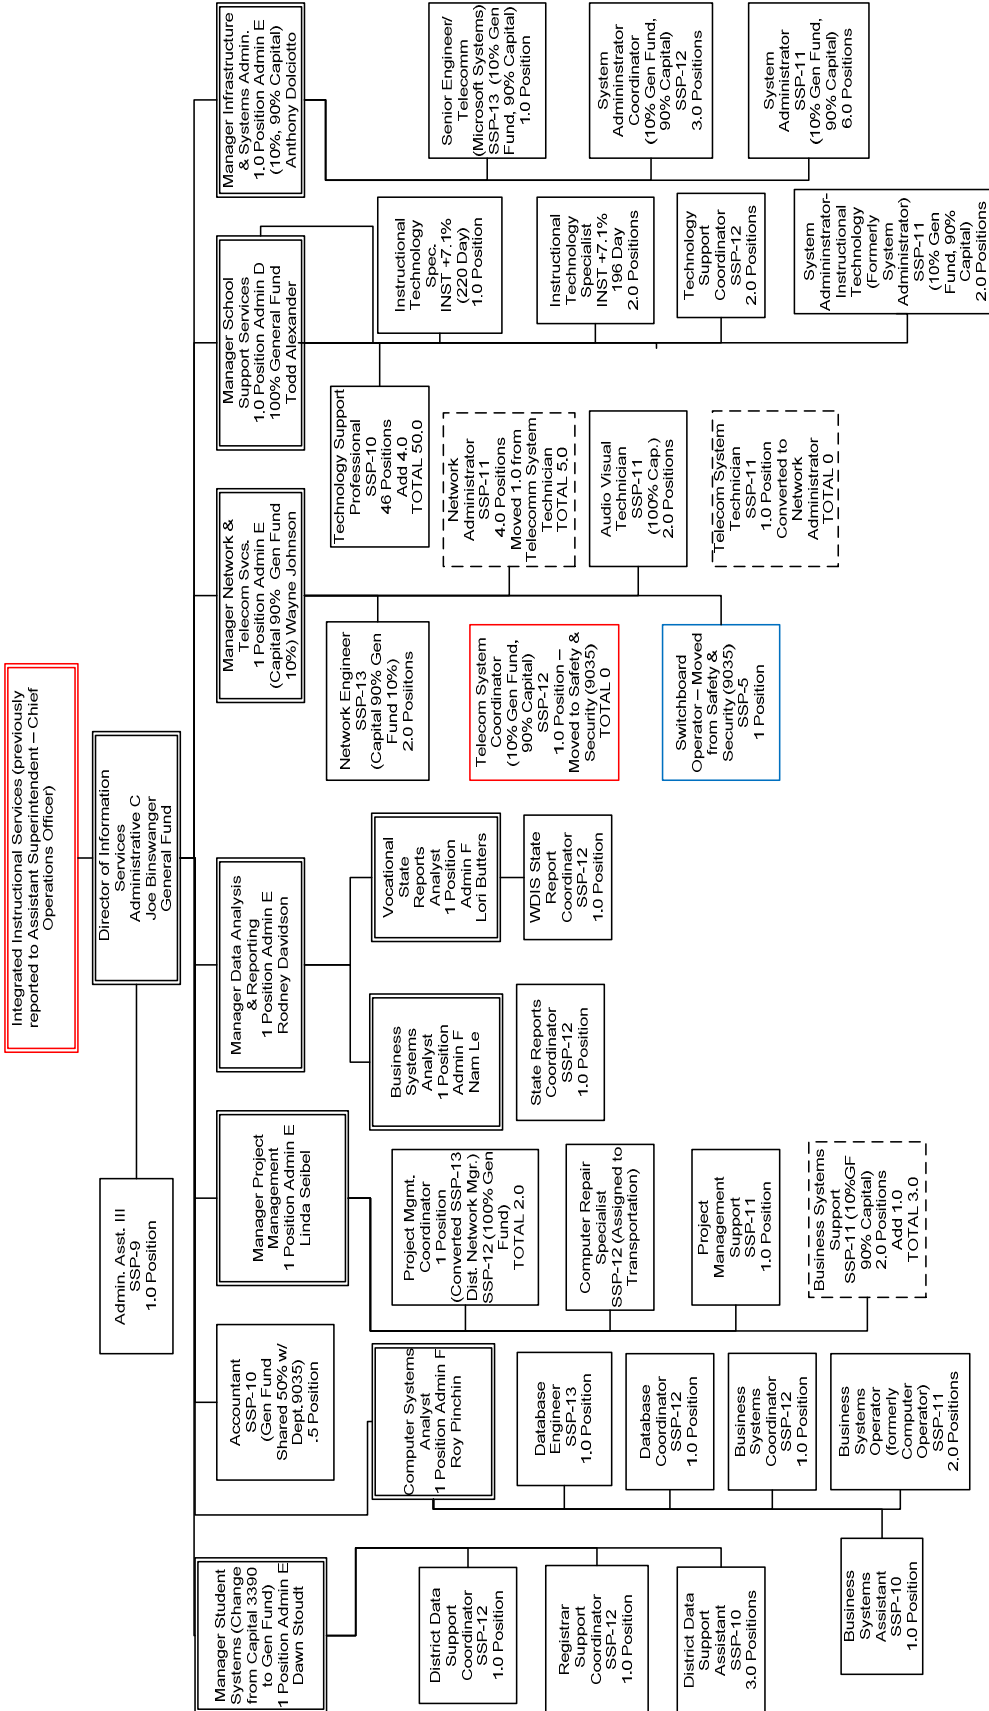 Integrated Instructional Services (previously
reported to Assistant Superintendent – Chief
Operations Officer)
Director of Information
Services
Administrative C
Joe Binswanger
General Fund
Admin. Asst. III
SSP-9
1.0 Position
Manager Student
Systems (Change
from Capital 3390
to Gen Fund)
1 Position Admin E
Dawn Stoudt
Accountant
SSP-10
(Gen Fund
Shared 50% w/
Dept.9035)
.5 Position
Manager Project
Management
1 Position Admin E
Linda Seibel
Manager Data Analysis
& Reporting
1 Position Admin E
Rodney Davidson
Manager Network &
Telecom Svcs.
1 Position Admin E
(Capital 90%  Gen Fund
10%) Wayne Johnson
Manager School
Support Services
1.0 Position Admin D
100% General Fund
Todd Alexander
Manager Infrastructure
& Systems Admin.
1.0 Position Admin E
(10%, 90% Capital)
Anthony Dolciotto
District Data
Support
Coordinator
SSP-12
1.0 Position
Registrar
Support
Coordinator
SSP-12
1.0 Position
District Data
Support
Assistant
SSP-10
3.0 Positions
Computer Systems
Analyst
1 Position Admin F
Roy Pinchin
Database
Engineer
SSP-13
1.0 Position
Database
Coordinator
SSP-12
1.0 Position
Business
Systems
Coordinator
SSP-12
1.0 Position
Business
Systems
Operator
(formerly
Computer
Operator)
SSP-11
2.0 Positions
Business
Systems
Assistant
SSP-10
1.0 Position
Project Mgmt.
Coordinator
1 Position
(Converted SSP-13
Dist. Network Mgr.)
SSP-12 (100% Gen
Fund)
TOTAL 2.0
Computer Repair
Specialist
SSP-12 (Assigned to
Transportation)
Project
Management
Support
SSP-11
1.0 Position
Business Systems
Support
SSP-11 (10%GF
90% Capital)
2.0 Positions
Add 1.0
TOTAL 3.0
Business
Systems
Analyst
1 Position
Admin F
Nam Le
State Reports
Coordinator
SSP-12
1.0 Position
Vocational
State
Reports
Analyst
1 Position
Admin F
Lori Butters
WDIS State
Report
Coordinator
SSP-12
1.0 Position
Network Engineer
SSP-13
(Capital 90% Gen
Fund 10%)
2.0 Posiitons
Telecom System
Coordinator
(10% Gen Fund,
90% Capital)
SSP-12
1.0 Position –
Moved to Safety &
Security (9035)
TOTAL 0
Switchboard
Operator – Moved
from Safety &
Security (9035)
SSP-5
1 Position
Technology Support
Professional
SSP-10
46 Positions
Add 4.0
TOTAL 50.0
Network
Administrator
SSP-11
4.0 Positions
Moved 1.0 from
Telecomm System
Technician
TOTAL 5.0
Audio Visual
Technician
SSP-11
(100% Cap.)
2.0 Positions
Telecom System
Technician
SSP-11
1.0 Position
Converted to
Network
Administrator
TOTAL 0
Instructional
Technology
Spec.
INST +7.1%
(220 Day)
1.0 Position
Instructional
Technology
Specialist
INST +7.1%
196 Day
2.0 Positions
Technology
Support
Coordinator
SSP-12
2.0 Positions
System
Admininstrator-
Instructional
Technology
(Formerly
System
Administrator)
SSP-11
(10% Gen
Fund, 90%
Capital)
2.0 Positions
Senior Engineer/
Telecomm
(Microsoft Systems)
SSP-13  (10% Gen
Fund, 90% Capital)
1.0 Position
System
Admininstrator
Coordinator
(10% Gen Fund,
90% Capital)
SSP-12
3.0 Positions
System
Administrator
SSP-11
(10% Gen Fund,
90% Capital)
6.0 Positions